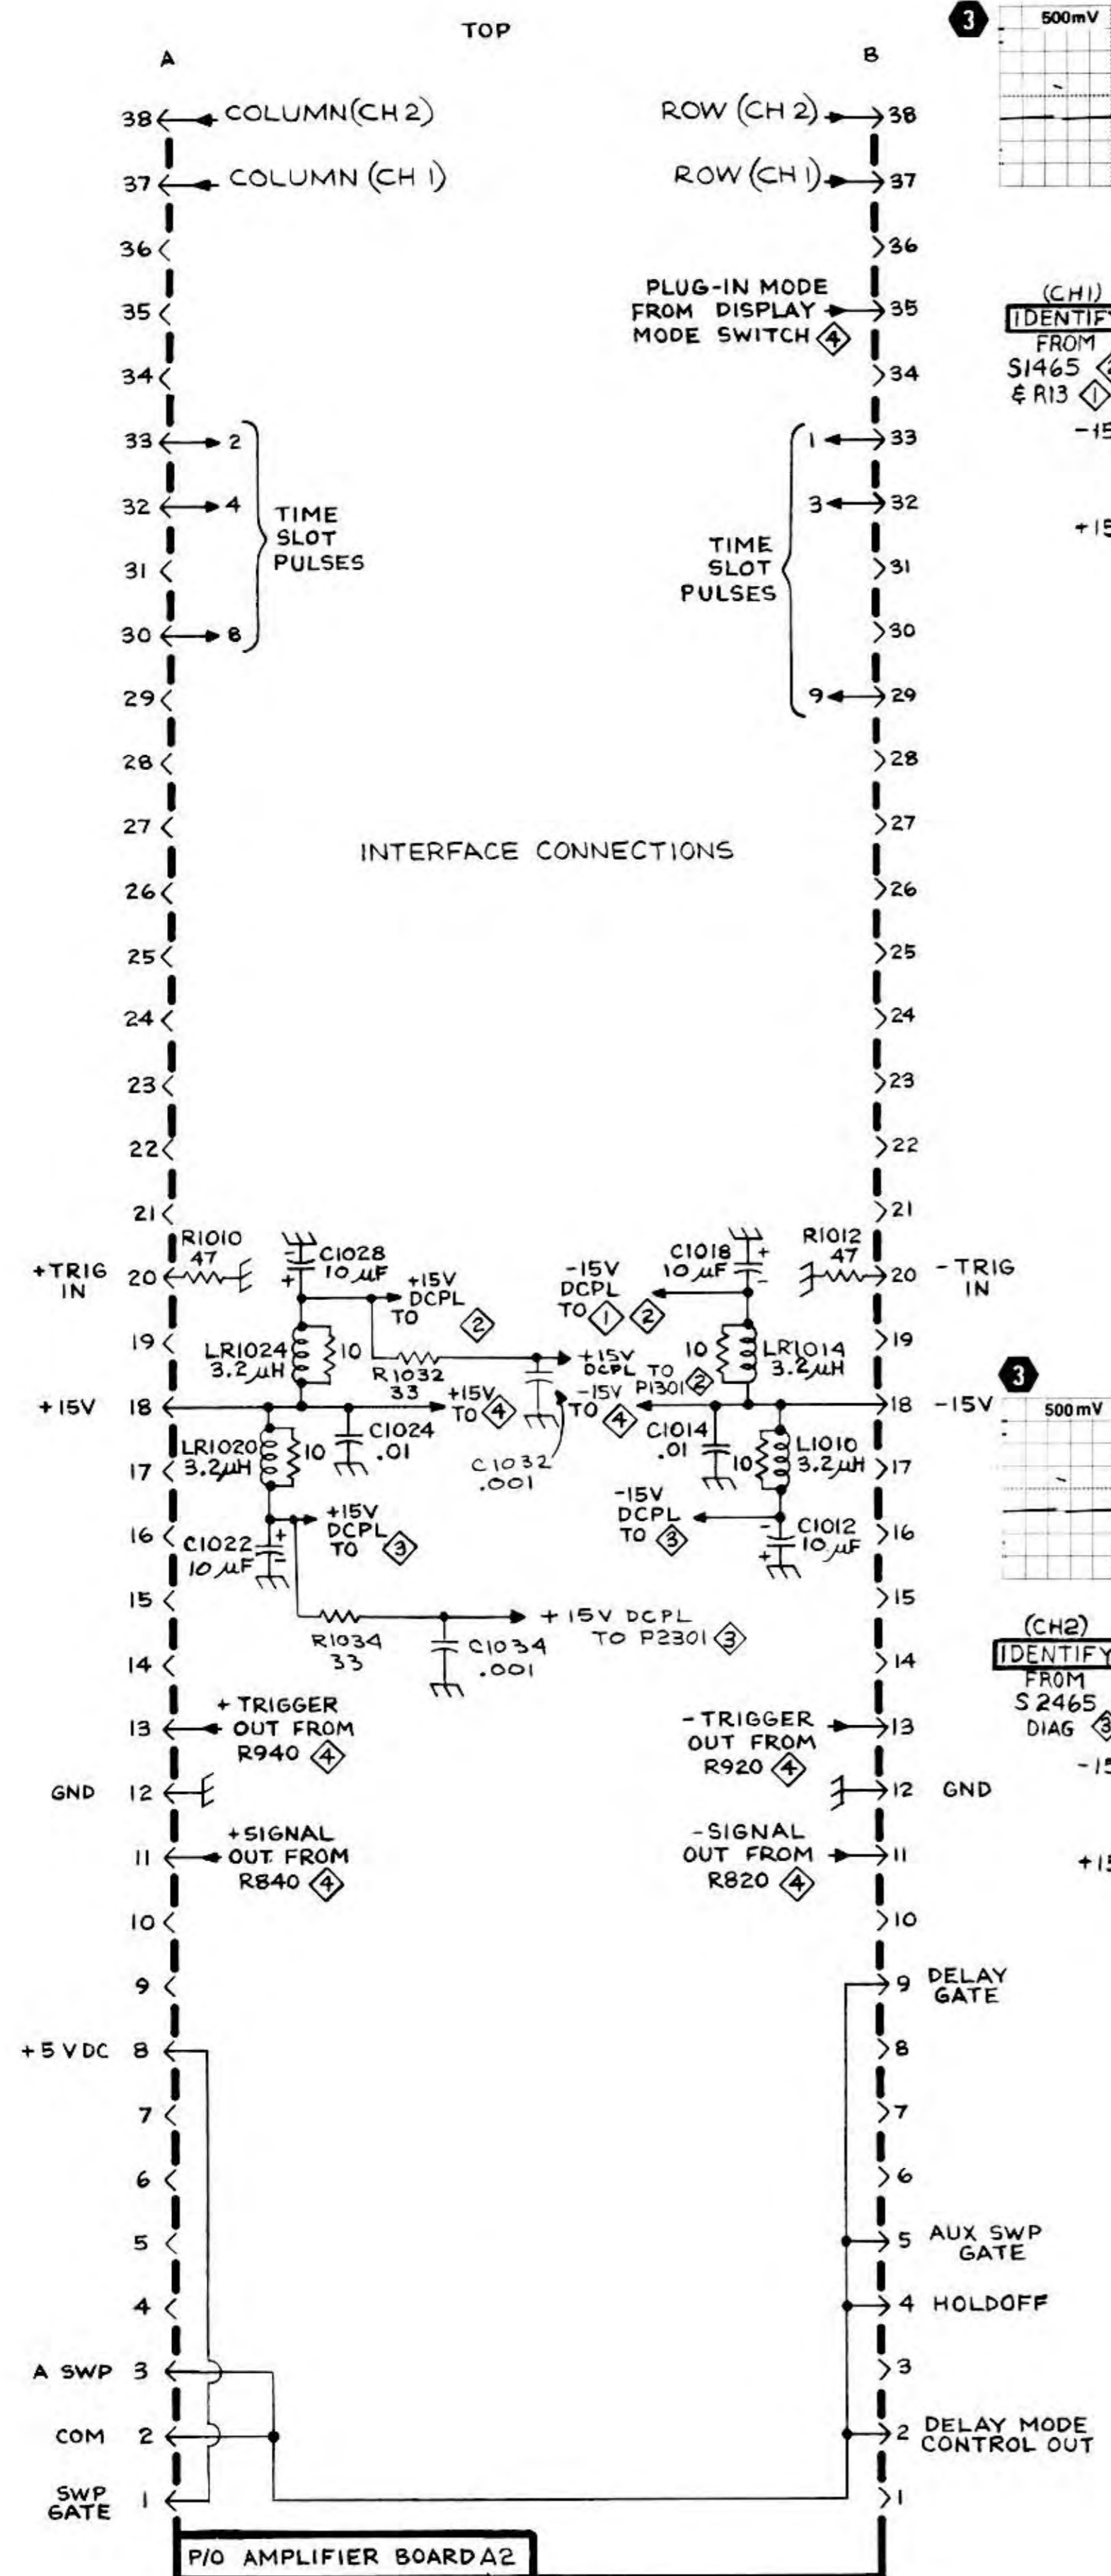 TOP
A
B
38 COLUMN (CH 2)
ROW (CH 2) 38
37 COLUMN (CH 1)
ROW (CH 1) 37
36
36
35
PLUG-IN MODE
FROM DISPLAY
MODE SWITCH 4
35
34
34
33 2
1 33
32 4
3 32
TIME
SLOT
PULSES
TIME
SLOT
PULSES
31
31
30 8
30
29
9 29
28
28
27
27
INTERFACE CONNECTIONS
26
26
25
25
24
24
23
23
22
22
21
21
+TRIG
IN
20
R1010
47
C1028
10 µF
+15V
DCPL
TO 2
-15V
DCPL
TO 1 2
C1018
10 µF
R1012
47
20
-TRIG
IN
19
LR1024
3.2µH
10
R1032
33
+15V
DCPL TO
P1301 2
10
LR1014
3.2µH
19
+15V 18
+15V
TO 4
-15V
TO 4
18 -15V
LR1020
3.2µH
10
C1024
.01
C1032
.001
C1014
.01
10
L1010
3.2µH
17
17
16
C1022
10 µF
+15V
DCPL
TO 3
-15V
DCPL
TO 3
C1012
10 µF
16
15
15
R1034
33
C1034
.001
+15V DCPL
TO P2301 3
14
14
13
+ TRIGGER
OUT FROM
R940 4
- TRIGGER
OUT FROM
R920 4
13
GND 12
12 GND
11
+SIGNAL
OUT FROM
R840 4
-SIGNAL
OUT FROM
R820 4
11
10
10
9
9 DELAY
GATE
+5 V DC 8
8
7
7
6
6
5
5 AUX SWP
GATE
4
4 HOLDOFF
A SWP 3
3
COM 2
2 DELAY MODE
CONTROL OUT
SWP
GATE
1
1
P/O AMPLIFIER BOARD A2
3
500mV
(CH1)
IDENTIFY
FROM
S1465 2
& R13 1
-15
+15
3
500mV
(CH2)
IDENTIFY
FROM
S2465
DIAG 3
-15
+15